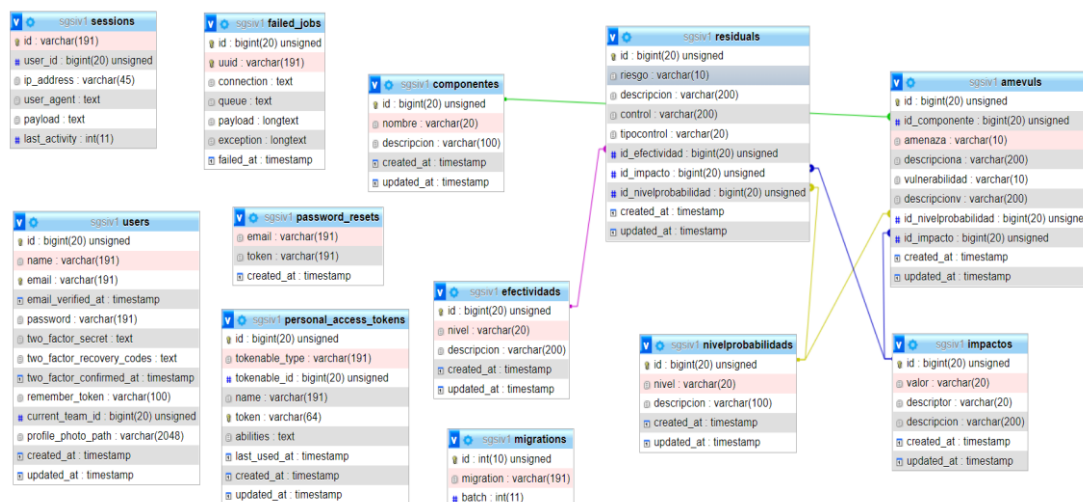 sgsiv1 sessions
id : varchar(191)
user_id : bigint(20) unsigned
ip_address : varchar(45)
user_agent : text
payload : text
last_activity : int(11)
sgsiv1 failed_jobs
id : bigint(20) unsigned
uuid : varchar(191)
connection : text
queue : text
payload : longtext
exception : longtext
failed_at : timestamp
sgsiv1 componentes
id : bigint(20) unsigned
nombre : varchar(20)
descripcion : varchar(100)
created_at : timestamp
updated_at : timestamp
sgsiv1 residuals
id : bigint(20) unsigned
riesgo : varchar(10)
descripcion : varchar(200)
control : varchar(200)
tipocontrol : varchar(20)
id_efectividad : bigint(20) unsigned
id_impacto : bigint(20) unsigned
id_nivelprobabilidad : bigint(20) unsigned
created_at : timestamp
updated_at : timestamp
sgsiv1 amevuls
id : bigint(20) unsigned
id_componente : bigint(20) unsigned
amenaza : varchar(10)
descripciona : varchar(200)
vulnerabilidad : varchar(10)
descripcionv : varchar(200)
id_nivelprobabilidad : bigint(20) unsigne
id_impacto : bigint(20) unsigned
created_at : timestamp
updated_at : timestamp
sgsiv1 users
id : bigint(20) unsigned
name : varchar(191)
email : varchar(191)
email_verified_at : timestamp
password : varchar(191)
two_factor_secret : text
two_factor_recovery_codes : text
two_factor_confirmed_at : timestamp
remember_token : varchar(100)
current_team_id : bigint(20) unsigned
profile_photo_path : varchar(2048)
created_at : timestamp
updated_at : timestamp
sgsiv1 password_resets
email : varchar(191)
token : varchar(191)
created_at : timestamp
sgsiv1 personal_access_tokens
id : bigint(20) unsigned
tokenable_type : varchar(191)
tokenable_id : bigint(20) unsigned
name : varchar(191)
token : varchar(64)
abilities : text
last_used_at : timestamp
created_at : timestamp
updated_at : timestamp
sgsiv1 efectividads
id : bigint(20) unsigned
nivel : varchar(20)
descripcion : varchar(200)
created_at : timestamp
updated_at : timestamp
sgsiv1 migrations
id : int(10) unsigned
migration : varchar(191)
batch : int(11)
sgsiv1 nivelprobabilidads
id : bigint(20) unsigned
nivel : varchar(20)
descripcion : varchar(100)
created_at : timestamp
updated_at : timestamp
sgsiv1 impactos
id : bigint(20) unsigned
valor : varchar(20)
descriptor : varchar(20)
descripcion : varchar(200)
created_at : timestamp
updated_at : timestamp